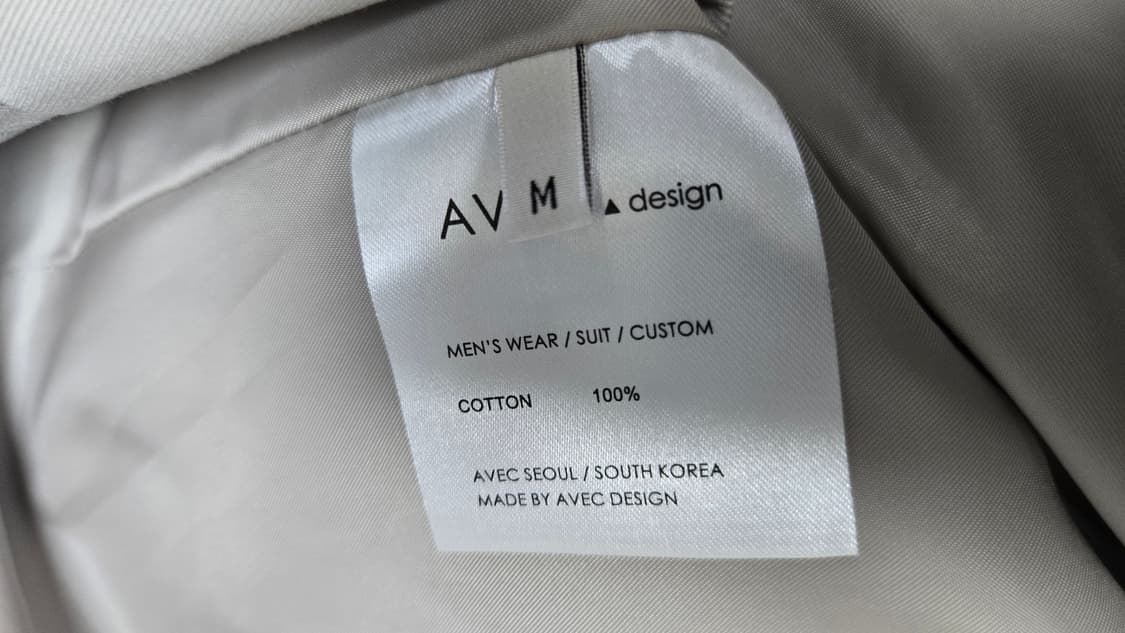 AV M ▲ design
MEN'S WEAR / SUIT / CUSTOM
COTTON 100%
AVEC SEOUL / SOUTH KOREA
MADE BY AVEC DESIGN